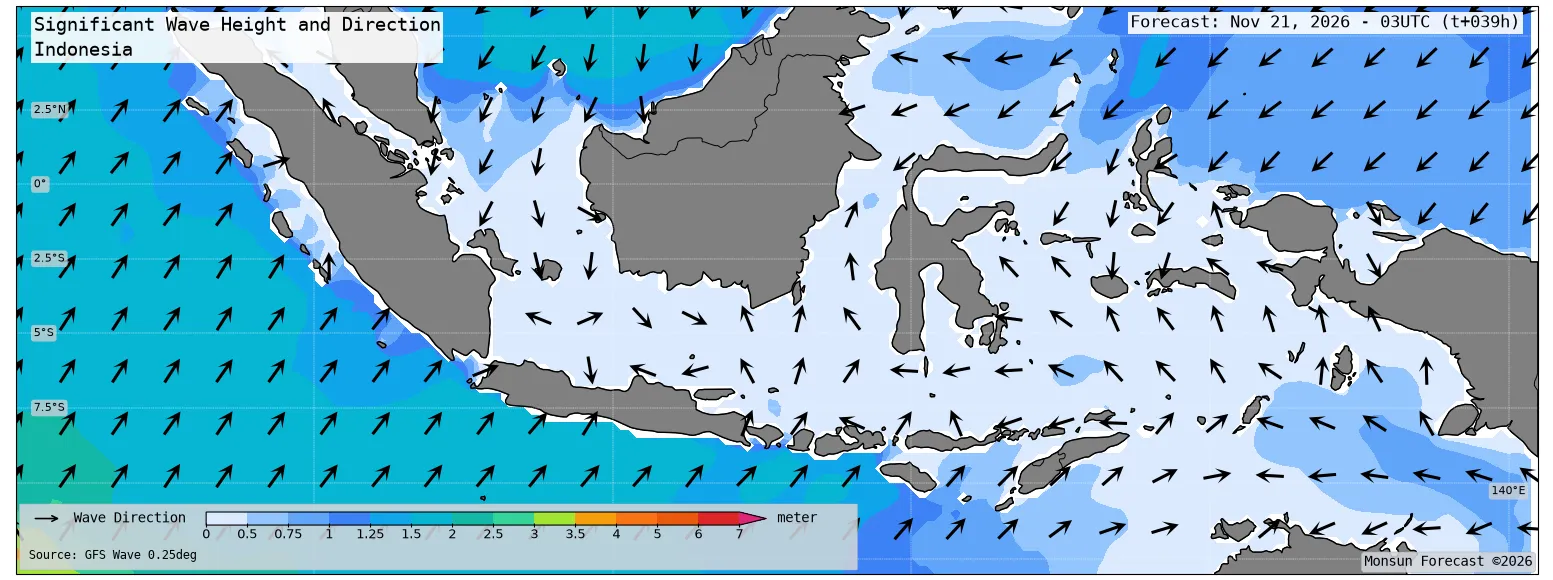 Significant Wave Height and Direction
Indonesia
Forecast: Nov 21, 2026 - 03UTC (t+039h)
2.5°N
0°
2.5°S
5°S
7.5°S
140°E
Wave Direction
0 0.5 0.75 1 1.25 1.5 2 2.5 3 3.5 4 5 6 7
meter
Source: GFS Wave 0.25deg
Monsun Forecast ©2026